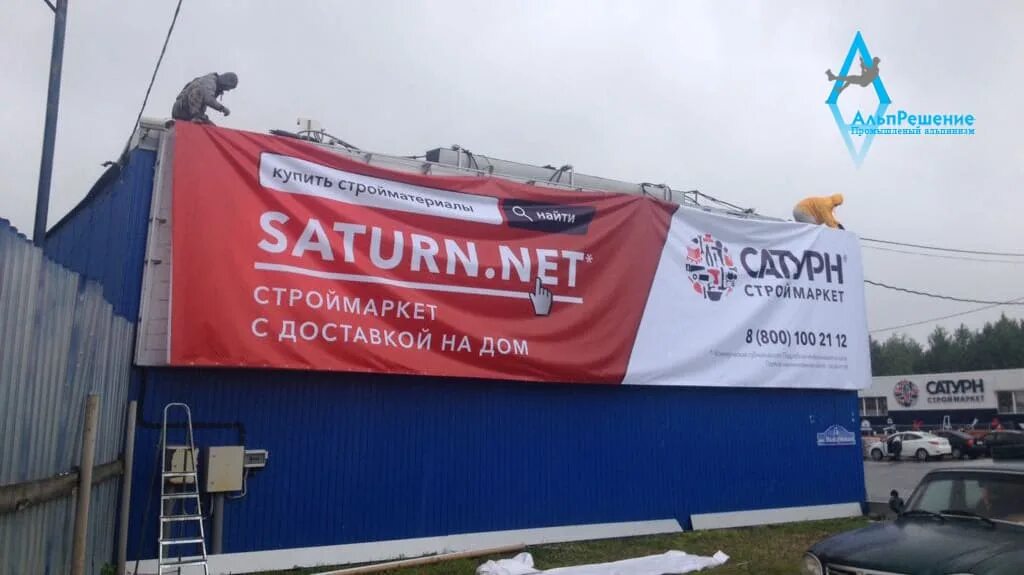 АльпРешение
Промышленый альпинизм
купить стройматериалы
найти
SATURN.NET*
СТРОЙМАРКЕТ
С ДОСТАВКОЙ НА ДОМ
САТУРН®
СТРОЙМАРКЕТ
8 (800) 100 21 12
САТУРН
СТРОЙМАРКЕТ